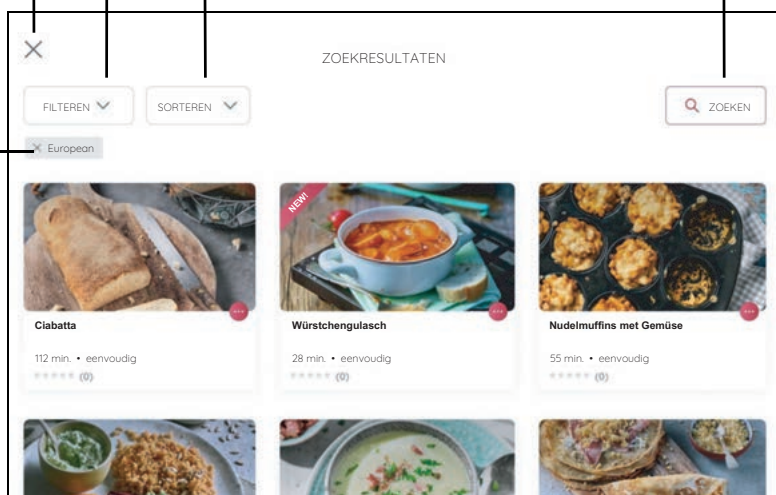 ZOEKRESULTATEN
FILTEREN
SORTEREN
ZOEKEN
European
NEW!
Ciabatta
112 min. • eenvoudig
(0)
Würstchengulasch
28 min. • eenvoudig
(0)
Nudelmuffins met Gemüse
55 min. • eenvoudig
(0)